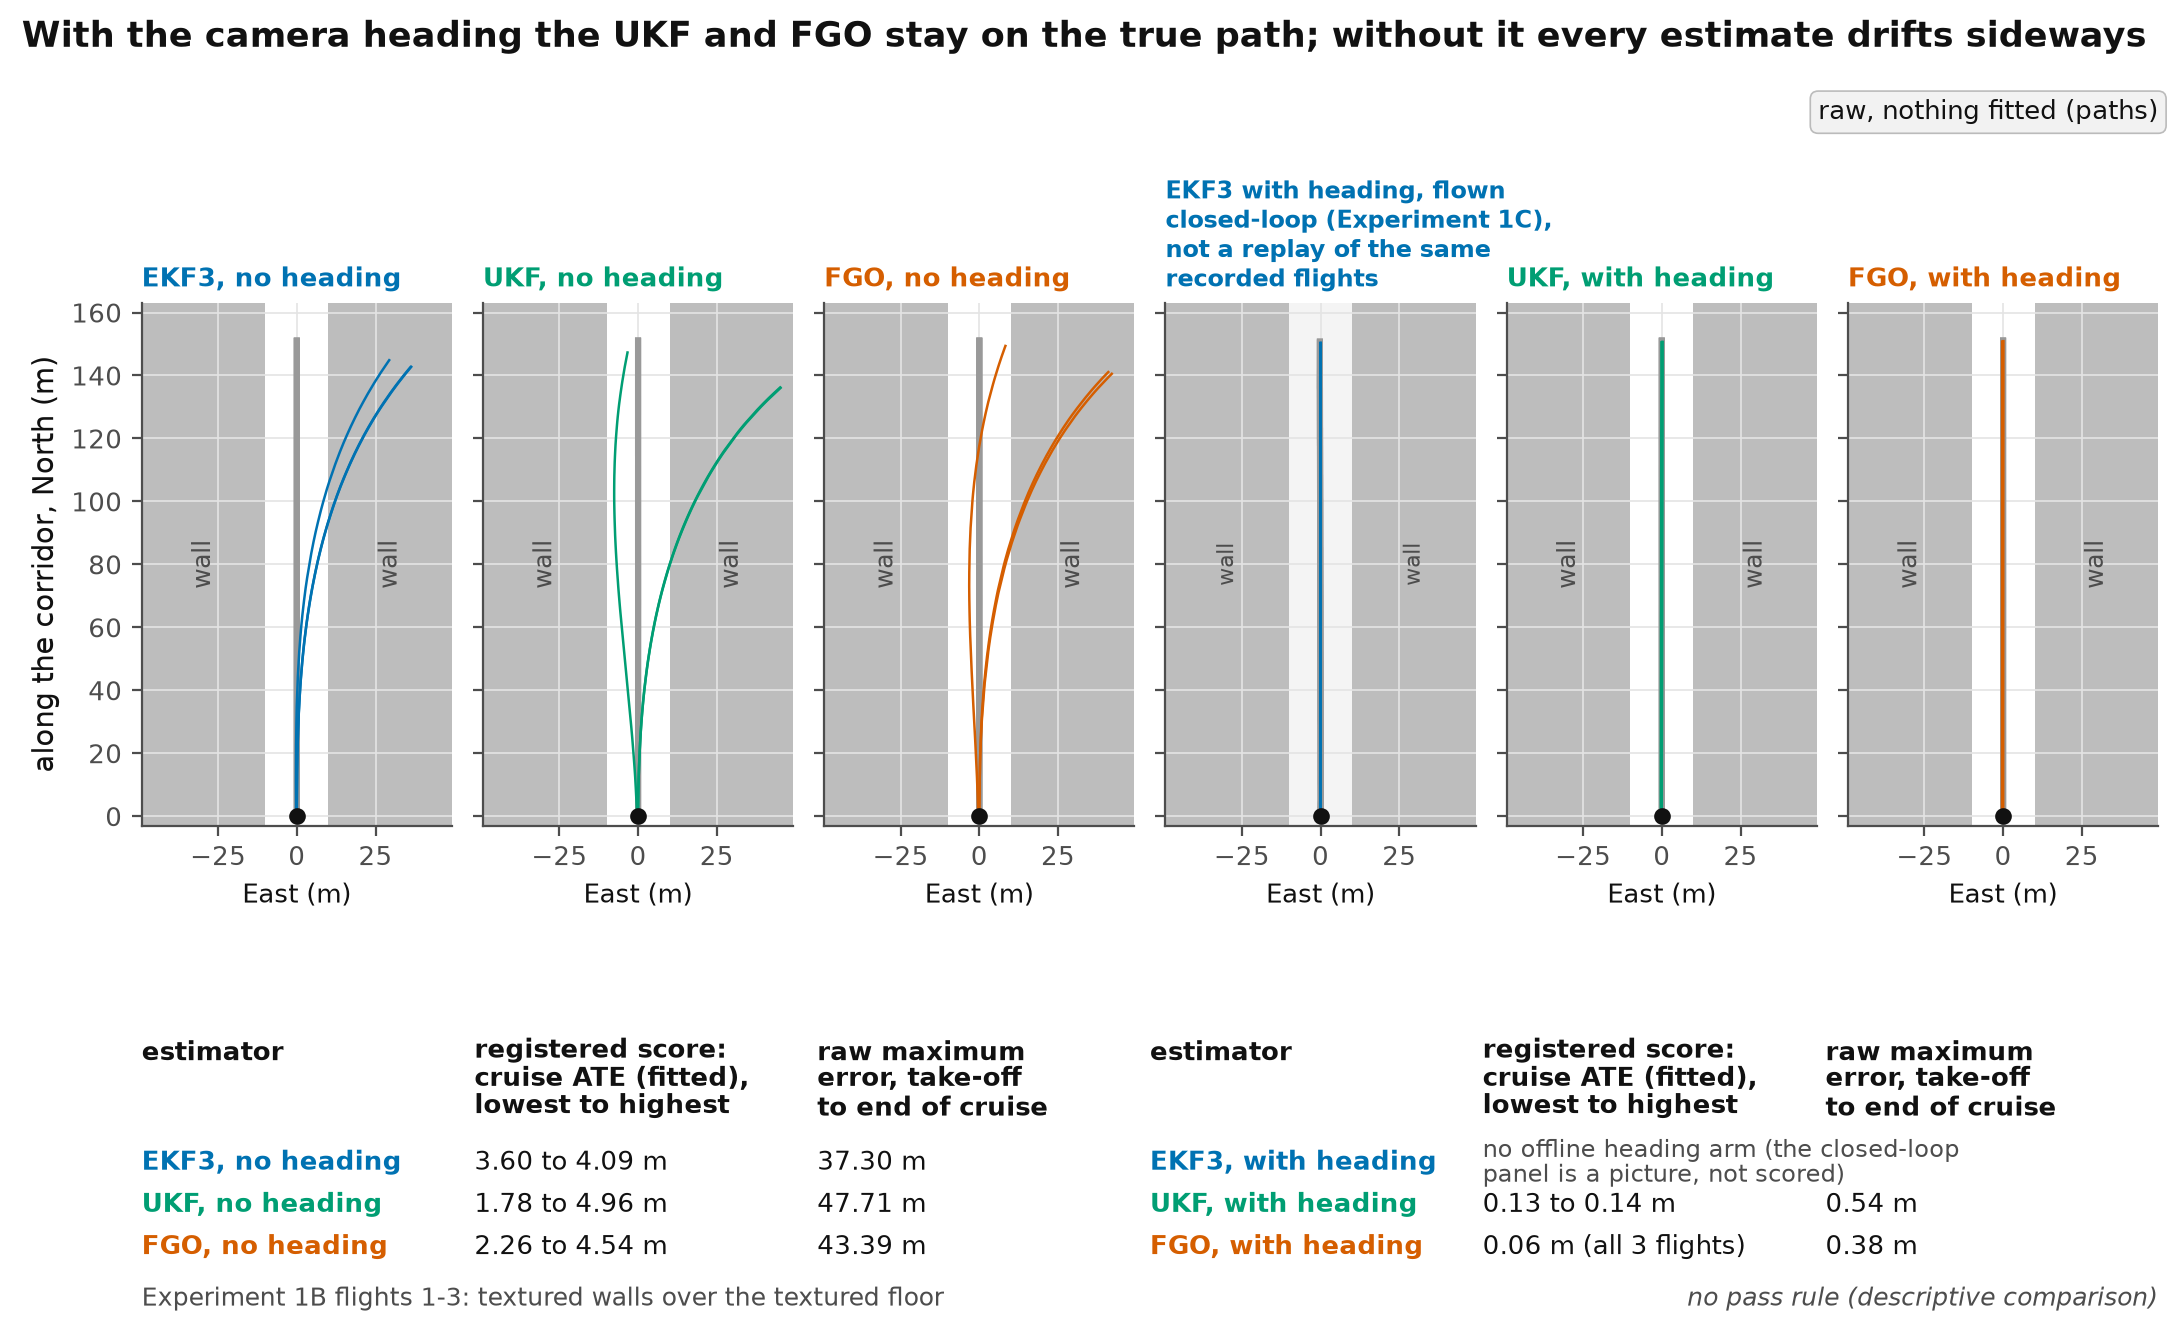 With the camera heading the UKF and FGO stay on the true path; without it every estimate drifts sideways
raw, nothing fitted (paths)
EKF3, no heading
UKF, no heading
FGO, no heading
EKF3 with heading, flown
closed-loop (Experiment 1C),
not a replay of the same
recorded flights
UKF, with heading
FGO, with heading
along the corridor, North (m)
160
140
120
100
80
60
40
20
0
wall
wall
wall
wall
wall
wall
wall
wall
wall
wall
wall
wall
−25 0 25
−25 0 25
−25 0 25
−25 0 25
−25 0 25
−25 0 25
East (m)
East (m)
East (m)
East (m)
East (m)
East (m)
estimator
registered score:
cruise ATE (fitted),
lowest to highest
raw maximum
error, take-off
to end of cruise
EKF3, no heading 3.60 to 4.09 m 37.30 m
UKF, no heading 1.78 to 4.96 m 47.71 m
FGO, no heading 2.26 to 4.54 m 43.39 m
estimator
registered score:
cruise ATE (fitted),
lowest to highest
raw maximum
error, take-off
to end of cruise
EKF3, with heading
no offline heading arm (the closed-loop
panel is a picture, not scored)
UKF, with heading 0.13 to 0.14 m 0.54 m
FGO, with heading 0.06 m (all 3 flights) 0.38 m
Experiment 1B flights 1-3: textured walls over the textured floor
no pass rule (descriptive comparison)